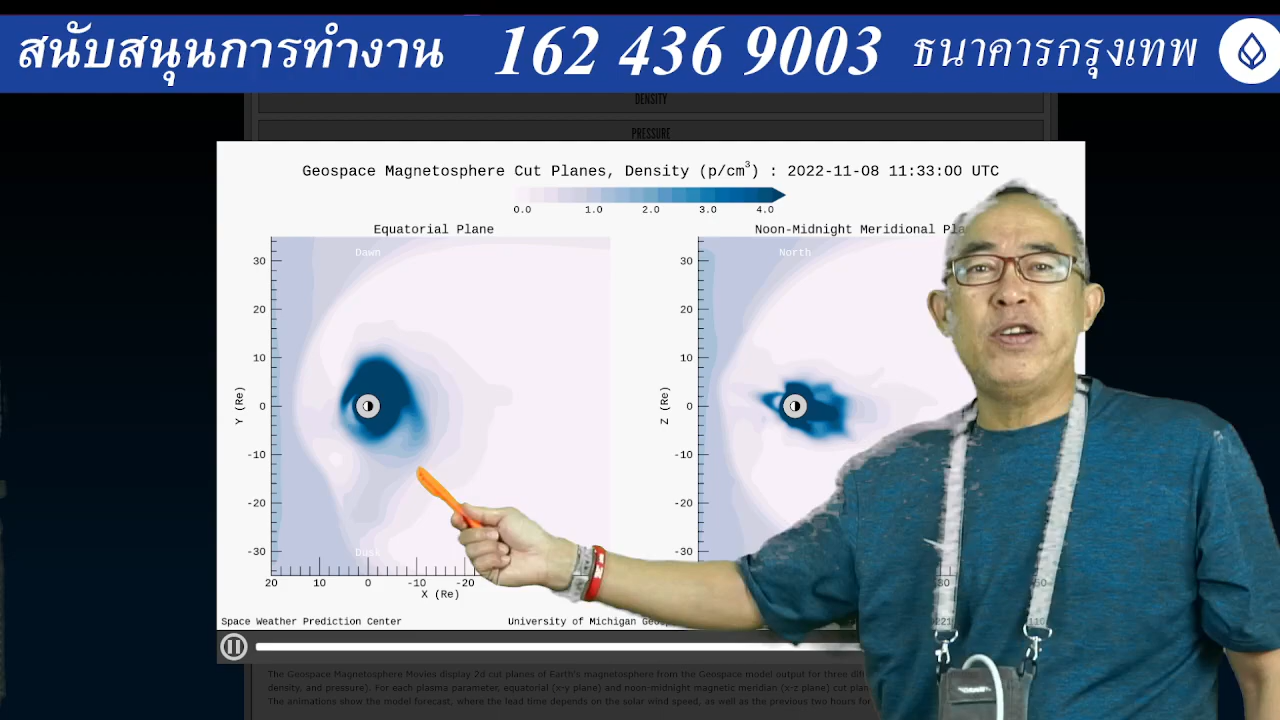 สนับสนุนการทำงาน 162 436 9003 ธนาคารกรุงเทพ
DENSITY
PRESSURE
Geospace Magnetosphere Cut Planes, Density (p/cm³) : 2022-11-08 11:33:00 UTC
0.0 1.0 2.0 3.0 4.0
Equatorial Plane
Noon-Midnight Meridional
Dawn
North
30
20
10
0
-10
-20
-30
Y (Re)
30
20
10
0
-10
-20
-30
Z (Re)
Dusk
20 10 0 -10 -20
X (Re)
Space Weather Prediction Center
University of Michigan
The Geospace Magnetosphere Movies display 2d cut planes of Earth's magnetosphere from the Geospace model output for three
density, and pressure). For each plasma parameter, equatorial (x-y plane) and noon-midnight magnetic meridian (x-z plane) cut
The animations show the model forecast, where the lead time depends on the solar wind speed, as well as the previous two hours